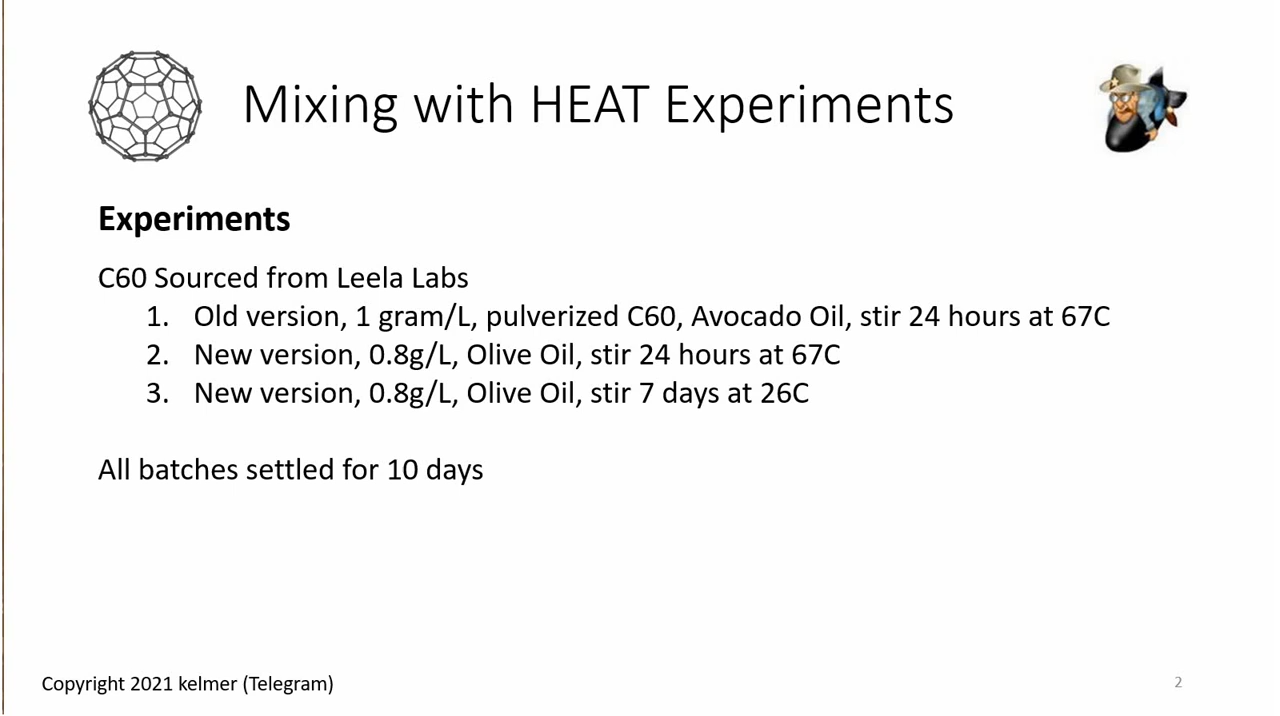 Mixing with HEAT Experiments
Experiments
C60 Sourced from Leela Labs
1. Old version, 1 gram/L, pulverized C60, Avocado Oil, stir 24 hours at 67C
2. New version, 0.8g/L, Olive Oil, stir 24 hours at 67C
3. New version, 0.8g/L, Olive Oil, stir 7 days at 26C
All batches settled for 10 days
Copyright 2021 kelmer (Telegram)
2